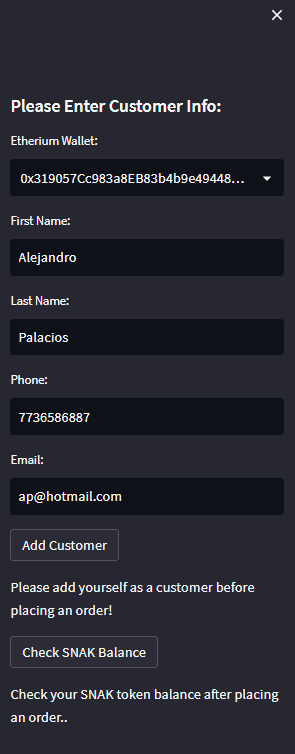 Please Enter Customer Info:
Etherium Wallet:
0x319057Cc983a8EB83b4b9e49448...
First Name:
Alejandro
Last Name:
Palacios
Phone:
7736586887
Email:
ap@hotmail.com
Add Customer
Please add yourself as a customer before
placing an order!
Check SNAK Balance
Check your SNAK token balance after placing
an order..